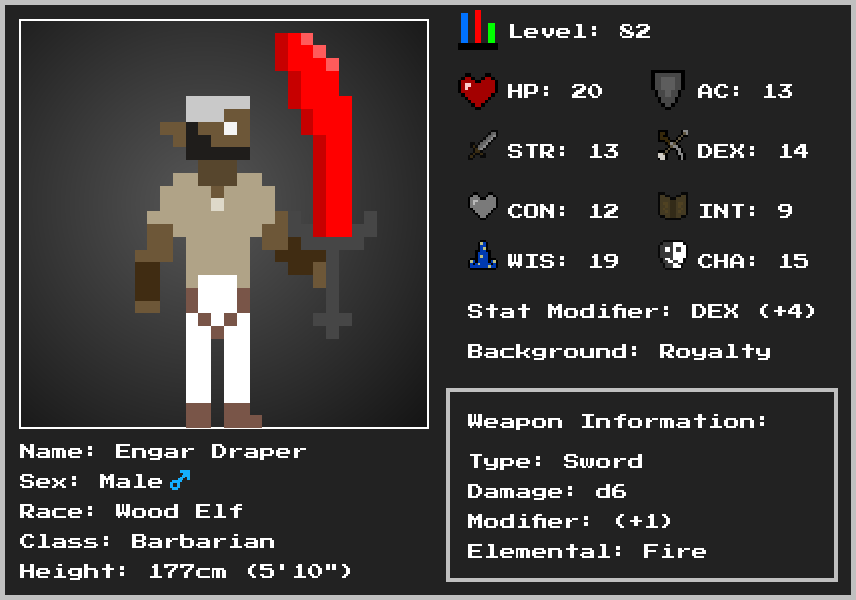 Level: 82
HP: 20 AC: 13
STR: 13 DEX: 14
CON: 12 INT: 9
WIS: 19 CHA: 15
Stat Modifier: DEX (+4)
Background: Royalty
Weapon Information:
Type: Sword
Damage: d6
Modifier: (+1)
Elemental: Fire
Name: Engar Draper
Sex: Male♂
Race: Wood Elf
Class: Barbarian
Height: 177cm (5'10")